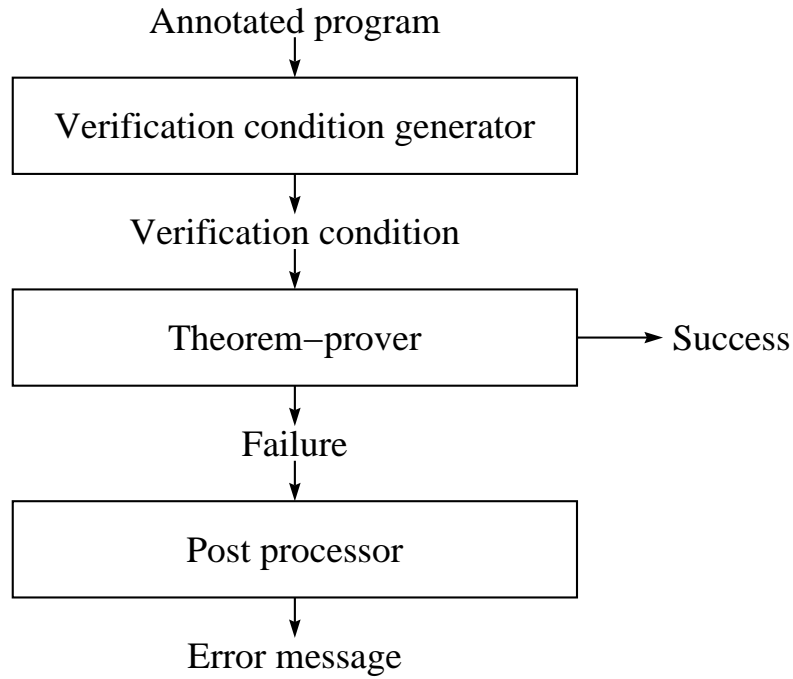 Annotated program
Verification condition generator
Verification condition
Theorem−prover
Success
Failure
Post processor
Error message